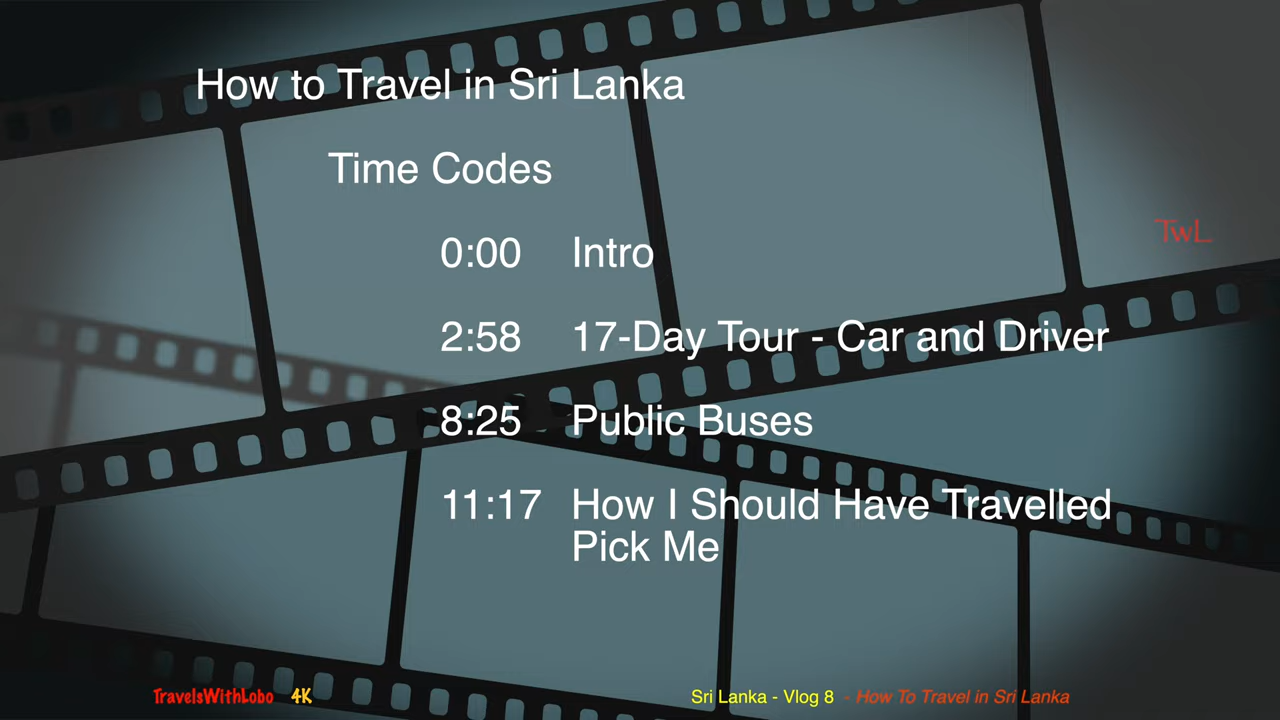 How to Travel in Sri Lanka
Time Codes
0:00 Intro
2:58 17-Day Tour - Car and Driver
8:25 Public Buses
11:17 How I Should Have Travelled
Pick Me
TwL
TravelsWithLobo 4K
Sri Lanka - Vlog 8 - How To Travel in Sri Lanka